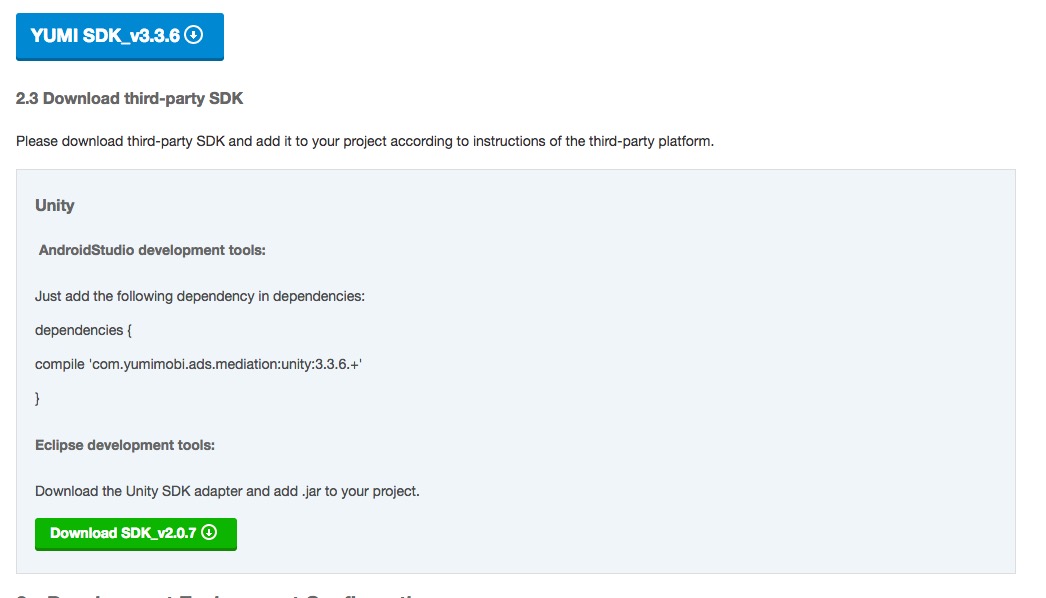 YUMI SDK_v3.3.6
2.3 Download third-party SDK
Please download third-party SDK and add it to your project according to instructions of the third-party platform.
Unity
AndroidStudio development tools:
Just add the following dependency in dependencies:
dependencies {
compile 'com.yumimobi.ads.mediation:unity:3.3.6.+'
}
Eclipse development tools:
Download the Unity SDK adapter and add .jar to your project.
Download SDK_v2.0.7